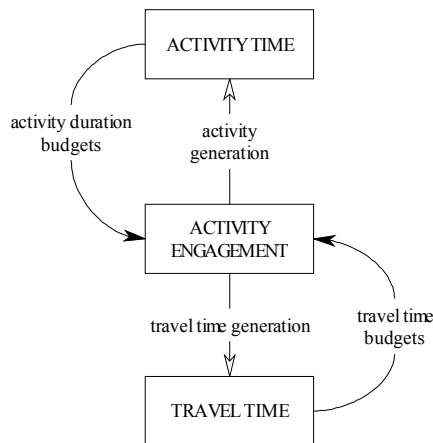 ACTIVITY TIME
activity duration
budgets
activity
generation
ACTIVITY
ENGAGEMENT
travel time generation
travel time
budgets
TRAVEL TIME